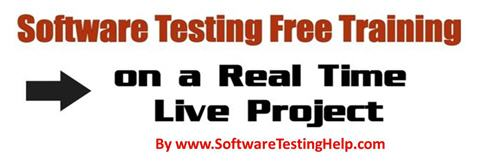 Software Testing Free Training
on a Real Time
Live Project
By www.SoftwareTestingHelp.com